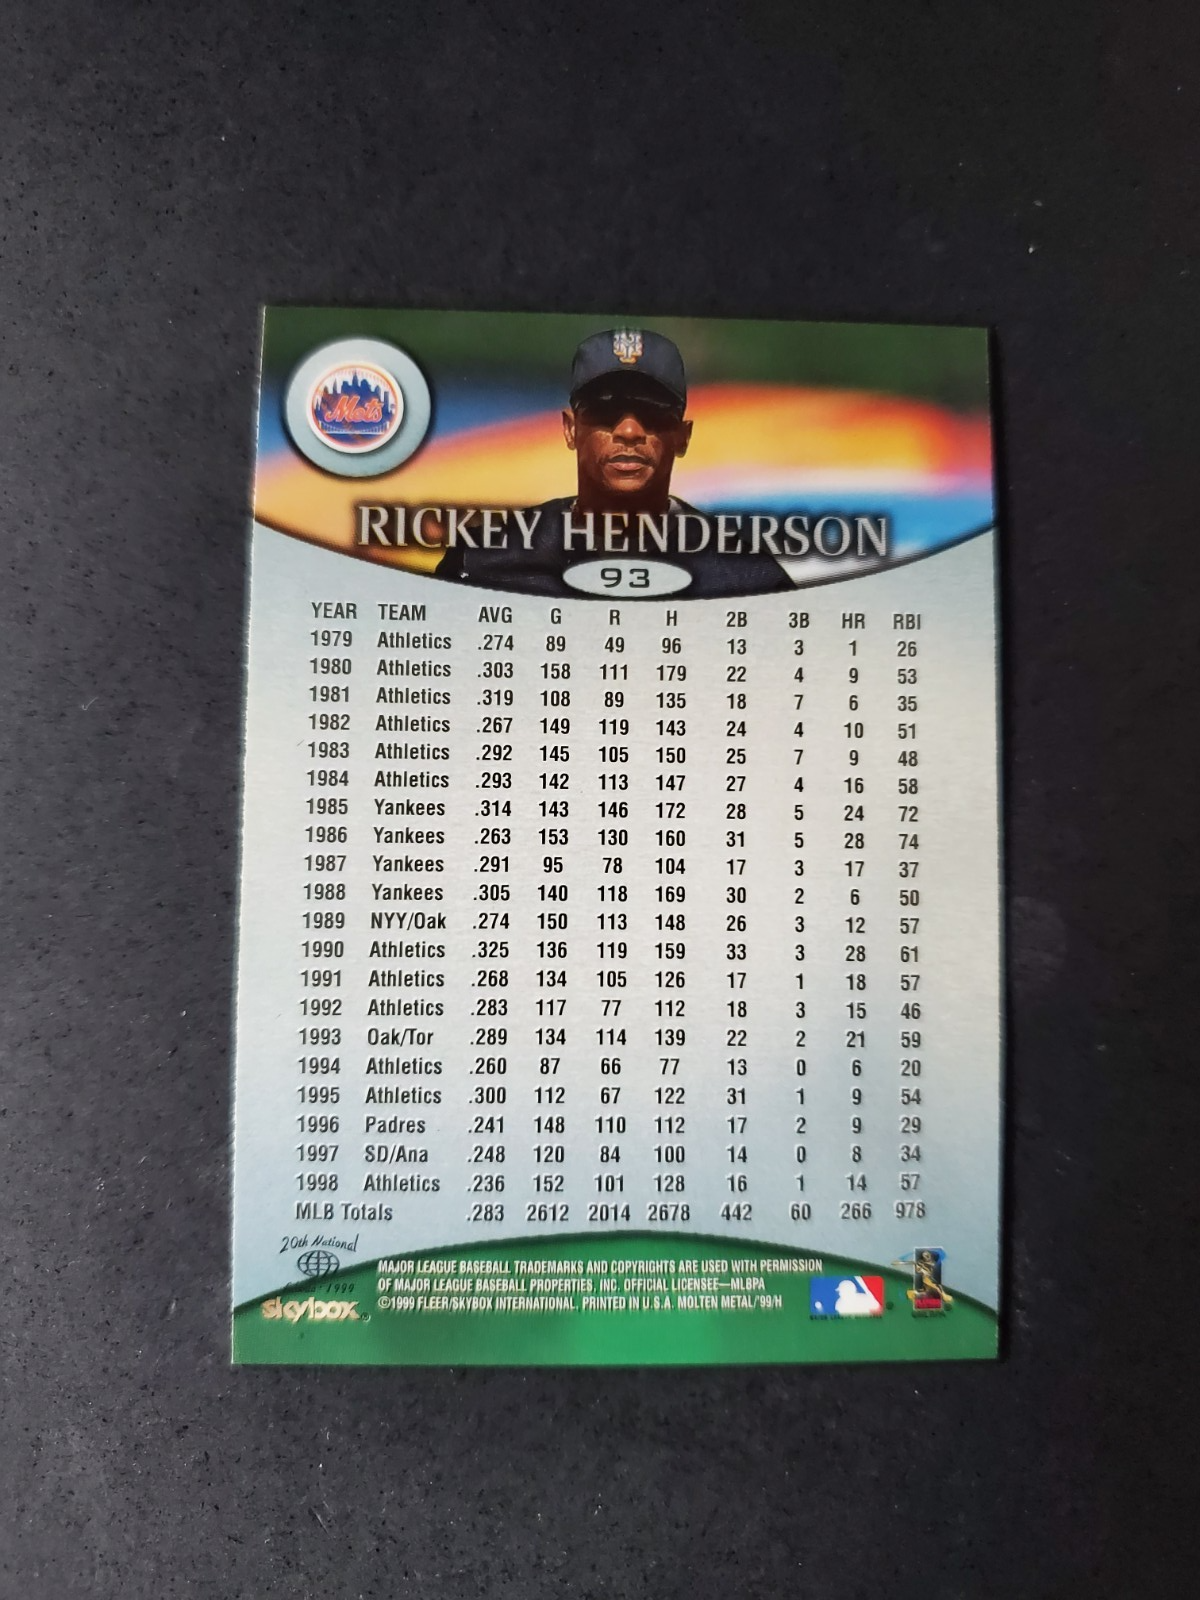 Mets
RICKEY HENDERSON
93
YEAR TEAM AVG G R H 2B 3B HR RBI
1979 Athletics .274 89 49 96 13 3 1 26
1980 Athletics .303 158 111 179 22 4 9 53
1981 Athletics .319 108 89 135 18 7 6 35
1982 Athletics .267 149 119 143 24 4 10 51
1983 Athletics .292 145 105 150 25 7 9 48
1984 Athletics .293 142 113 147 27 4 16 58
1985 Yankees .314 143 146 172 28 5 24 72
1986 Yankees .263 153 130 160 31 5 28 74
1987 Yankees .291 95 78 104 17 3 17 37
1988 Yankees .305 140 118 169 30 2 6 50
1989 NYY/Oak .274 150 113 148 26 3 12 57
1990 Athletics .325 136 119 159 33 3 28 61
1991 Athletics .268 134 105 126 17 1 18 57
1992 Athletics .283 117 77 112 18 3 15 46
1993 Oak/Tor .289 134 114 139 22 2 21 59
1994 Athletics .260 87 66 77 13 0 6 20
1995 Athletics .300 112 67 122 31 1 9 54
1996 Padres .241 148 110 112 17 2 9 29
1997 SD/Ana .248 120 84 100 14 0 8 34
1998 Athletics .236 152 101 128 16 1 14 57
MLB Totals .283 2612 2014 2678 442 60 266 978
20th National
1999
skybox®
MAJOR LEAGUE BASEBALL TRADEMARKS AND COPYRIGHTS ARE USED WITH PERMISSION
OF MAJOR LEAGUE BASEBALL PROPERTIES, INC. OFFICIAL LICENSEE—MLBPA
©1999 FLEER/SKYBOX INTERNATIONAL, PRINTED IN U.S.A. MOLTEN METAL/'99/H